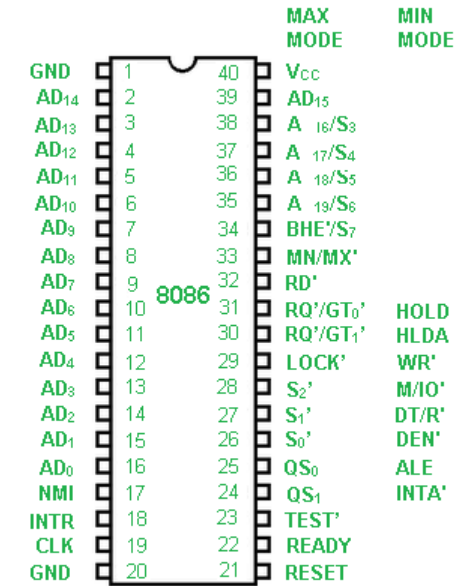 MAX MIN
MODE MODE
GND 1 40 Vcc
AD14 2 39 AD15
AD13 3 38 A 16/S3
AD12 4 37 A 17/S4
AD11 5 36 A 18/S5
AD10 6 35 A 19/S6
AD9 7 34 BHE'/S7
AD8 8 33 MN/MX'
AD7 9 8086 32 RD'
AD6 10 31 RQ'/GT0' HOLD
AD5 11 30 RQ'/GT1' HLDA
AD4 12 29 LOCK' WR'
AD3 13 28 S2' M/IO'
AD2 14 27 S1' DT/R'
AD1 15 26 S0' DEN'
AD0 16 25 QS0 ALE
NMI 17 24 QS1 INTA'
INTR 18 23 TEST'
CLK 19 22 READY
GND 20 21 RESET